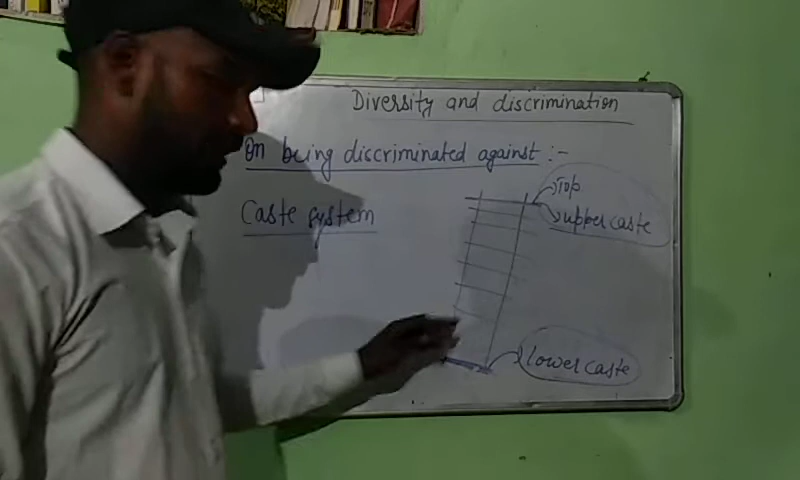 Diversity and discrimination
On being discriminated against :-
Caste system
Top
upper caste
Lower caste